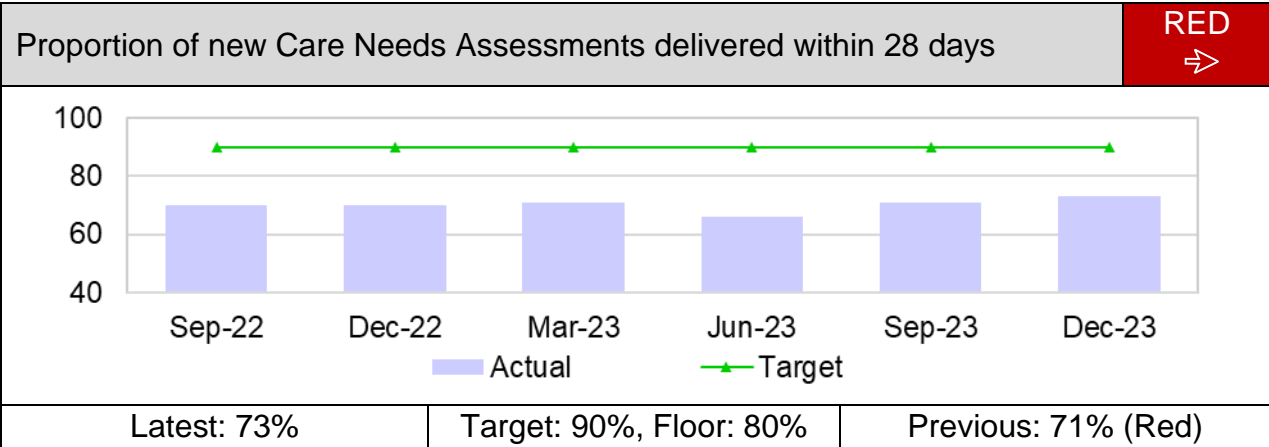 Proportion of new Care Needs Assessments delivered within 28 days
RED
⇨
100
80
60
40
Sep-22 Dec-22 Mar-23 Jun-23 Sep-23 Dec-23
Actual Target
Latest: 73% Target: 90%, Floor: 80% Previous: 71% (Red)